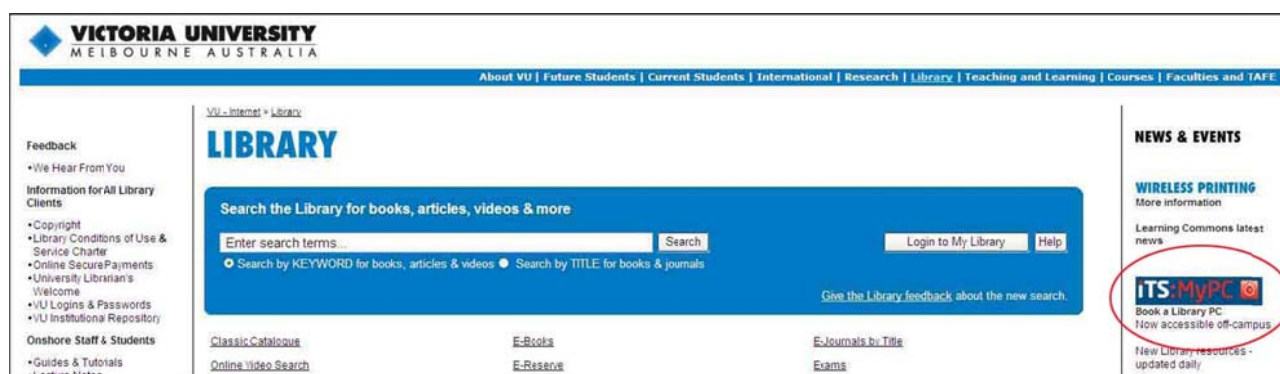 VICTORIA UNIVERSITY
MELBOURNE AUSTRALIA
About VU | Future Students | Current Students | International | Research | Library | Teaching and Learning | Courses | Faculties and TAFE
VU - Internet > Library
LIBRARY
Feedback
•We Hear From You
Information for All Library
Clients
•Copyright
•Library Conditions of Use &
Service Charter
•Online Secure Payments
•University Librarian's
Welcome
•VU Logins & Passwords
•VU Institutional Repository
Onshore Staff & Students
•Guides & Tutorials
•Lecture Notes
Search the Library for books, articles, videos & more
Enter search terms...
Search
Login to My Library
Help
Search by KEYWORD for books, articles & videos
Search by TITLE for books & journals
Give the Library feedback about the new search.
Classic Catalogue
E-Books
E-Journals by Title
Online Video Search
E-Reserve
Exams
NEWS & EVENTS
WIRELESS PRINTING
More information
Learning Commons latest
news
iTS:MyPC
Book a Library PC
Now accessible off-campus
New Library resources -
updated daily